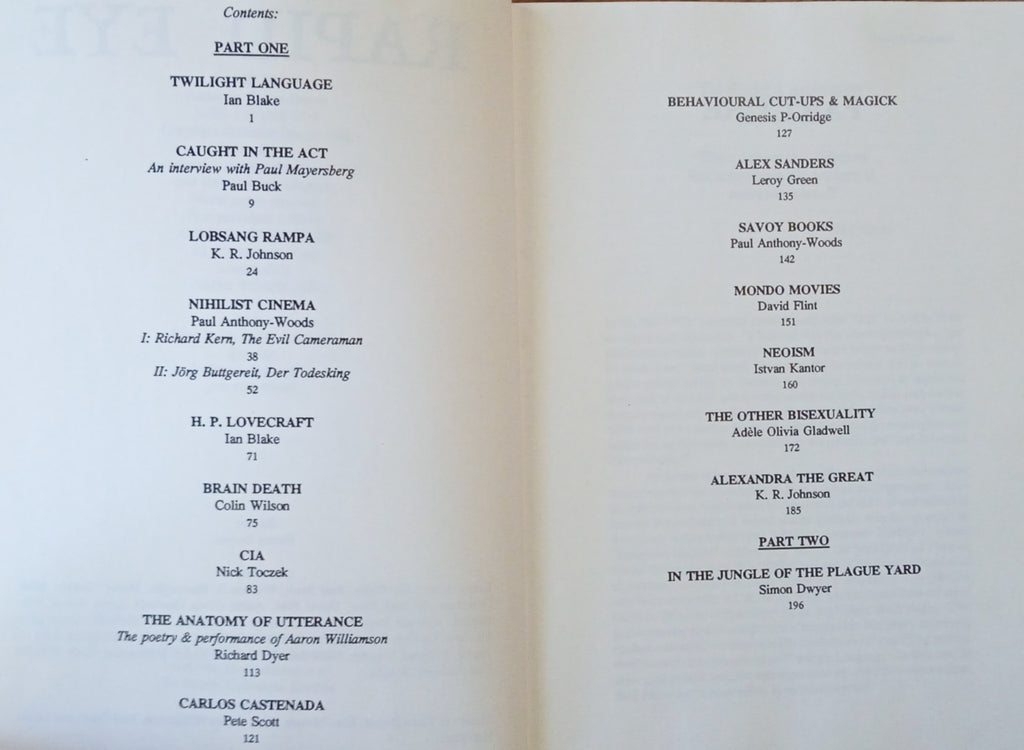 Contents:
PART ONE
TWILIGHT LANGUAGE
Ian Blake
1
CAUGHT IN THE ACT
An interview with Paul Mayersberg
Paul Buck
9
LOBSANG RAMPA
K. R. Johnson
24
NIHILIST CINEMA
Paul Anthony-Woods
I: Richard Kern, The Evil Cameraman
38
II: Jörg Buttgereit, Der Todesking
52
H. P. LOVECRAFT
Ian Blake
71
BRAIN DEATH
Colin Wilson
75
CIA
Nick Toczek
83
THE ANATOMY OF UTTERANCE
The poetry & performance of Aaron Williamson
Richard Dyer
113
CARLOS CASTENADA
Pete Scott
121
BEHAVIOURAL CUT-UPS & MAGICK
Genesis P-Orridge
127
ALEX SANDERS
Leroy Green
135
SAVOY BOOKS
Paul Anthony-Woods
142
MONDO MOVIES
David Flint
151
NEOISM
Istvan Kantor
160
THE OTHER BISEXUALITY
Adèle Olivia Gladwell
172
ALEXANDRA THE GREAT
K. R. Johnson
185
PART TWO
IN THE JUNGLE OF THE PLAGUE YARD
Simon Dwyer
196